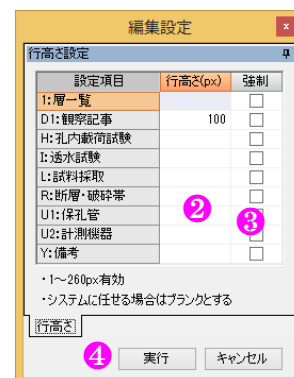 編集設定 x
行高さ設定
設定項目 行高さ(px) 強制
1:層一覧
D1:観察記事 100
H:孔内載荷試験
I:透水試験
L:試料採取
R:断層・破砕帯
U1:保孔管
U2:計測機器
Y:備考
2 3
・1～260px有効
・システムに任せる場合はブランクとする
行高さ
4 実行 キャンセル